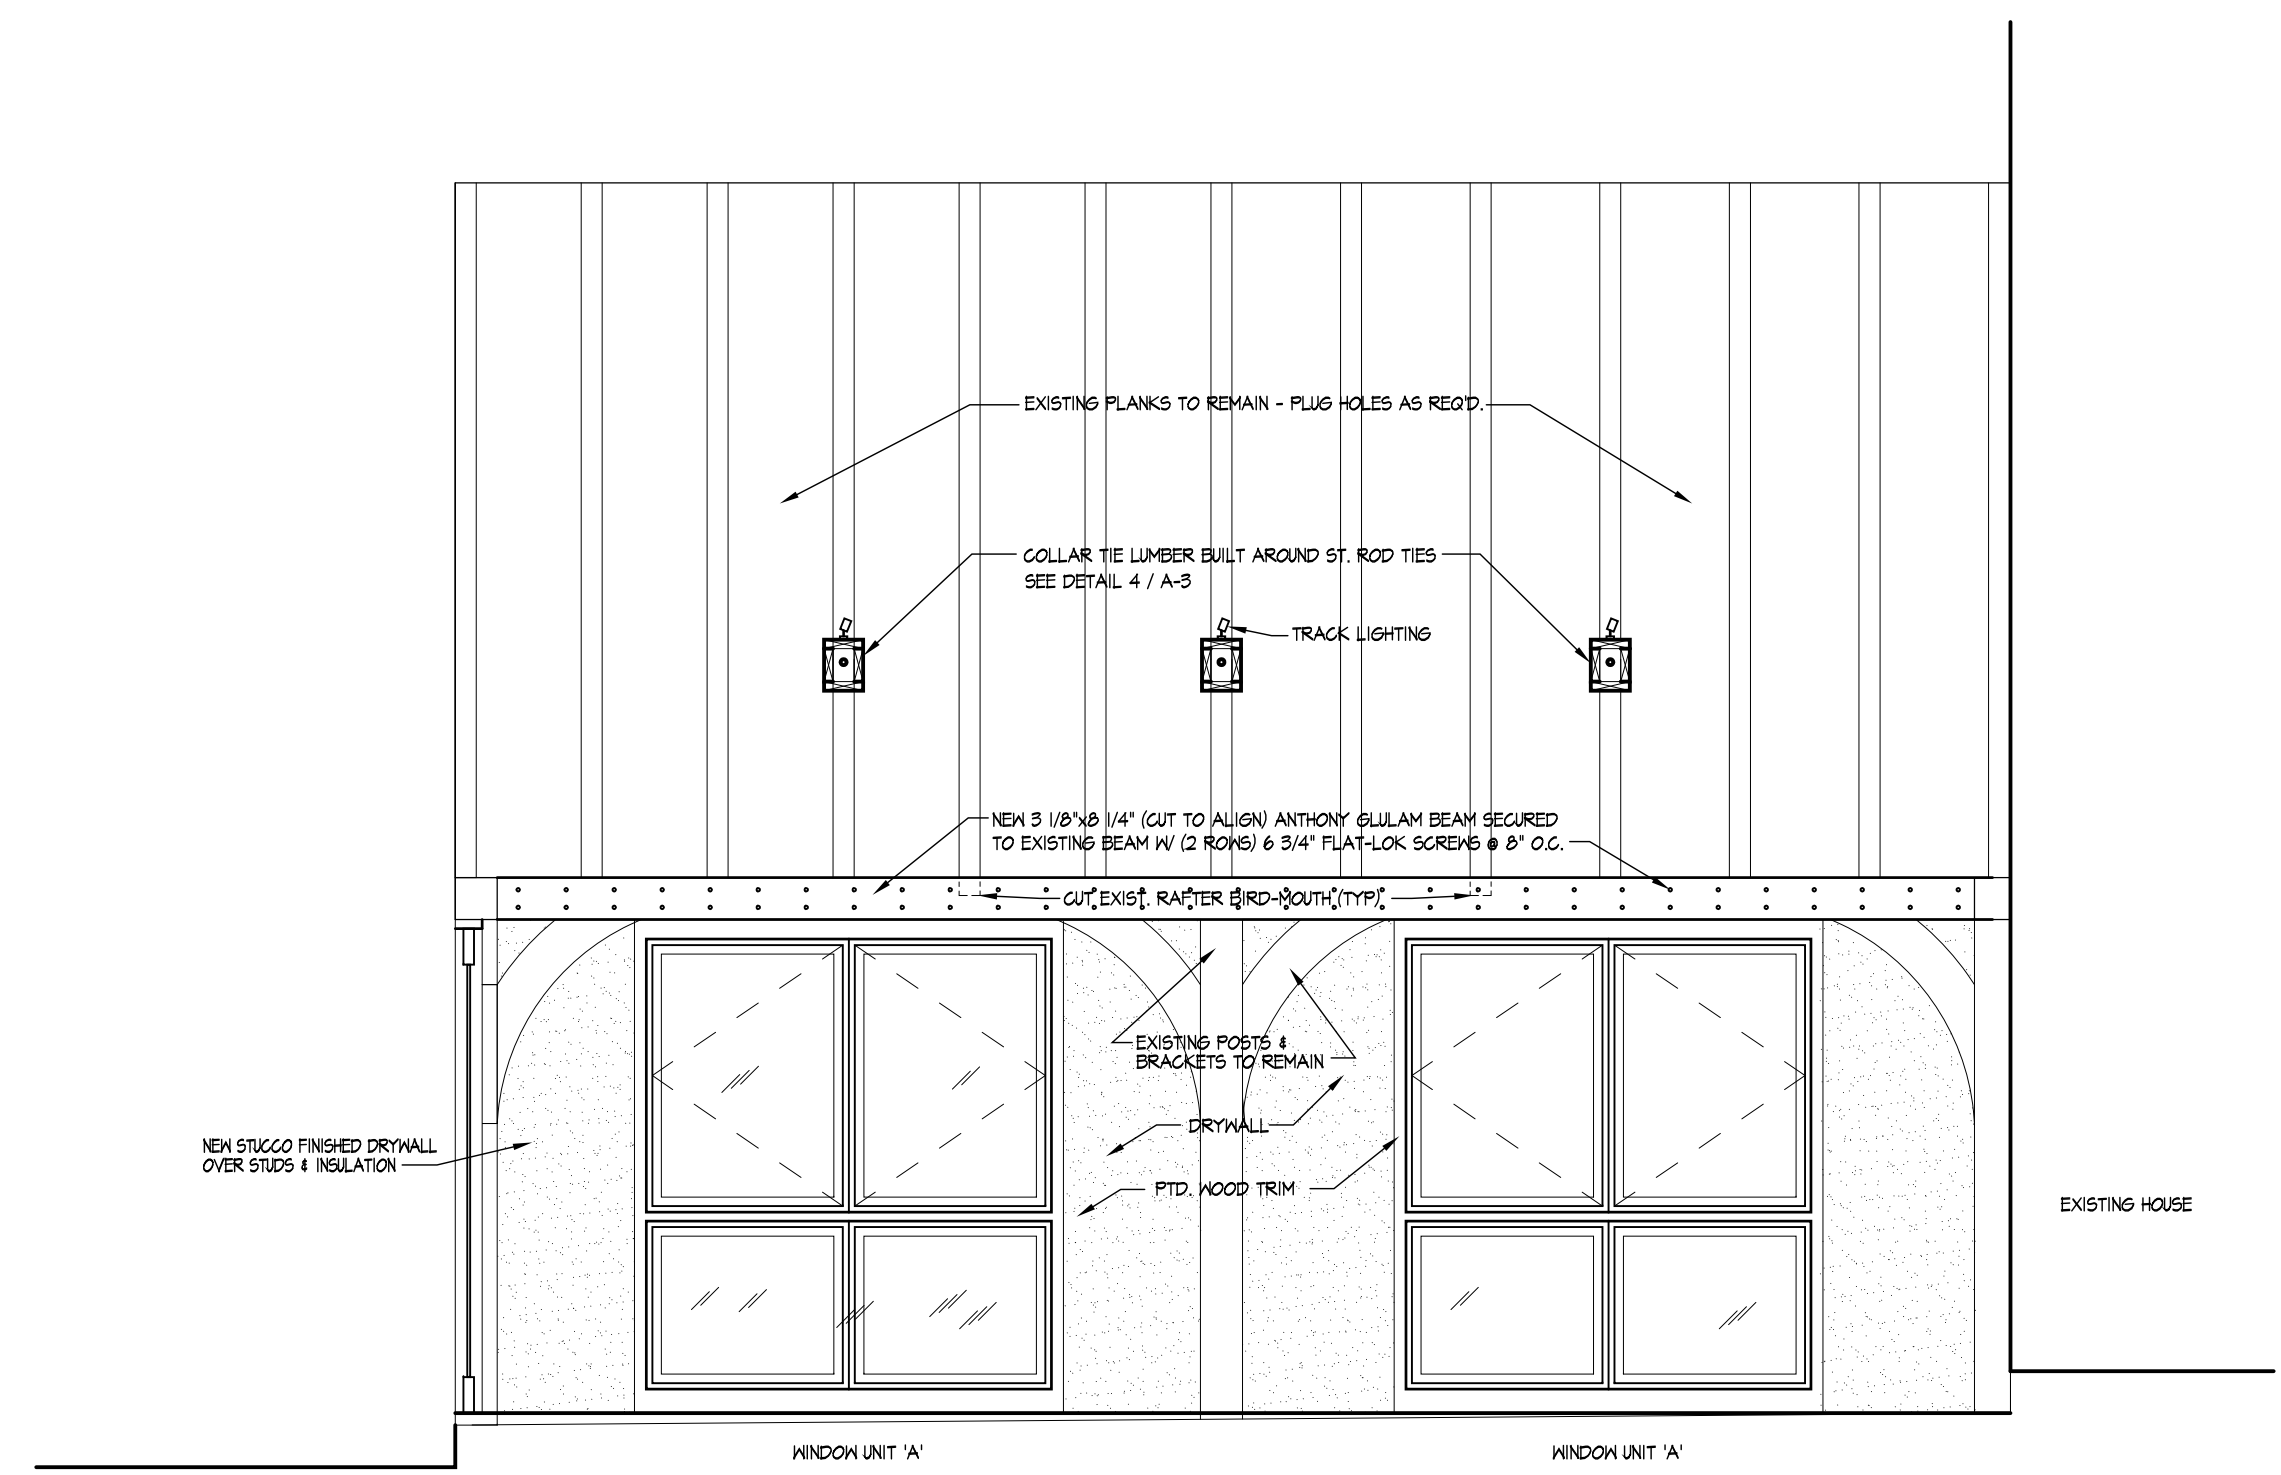 EXISTING PLANKS TO REMAIN - PLUG HOLES AS REQ'D.
COLLAR TIE LUMBER BUILT AROUND ST. ROD TIES
SEE DETAIL 4 / A-3
TRACK LIGHTING
NEW 3 1/8"x8 1/4" (CUT TO ALIGN) ANTHONY GLULAM BEAM SECURED
TO EXISTING BEAM W/ (2 ROWS) 6 3/4" FLAT-LOK SCREWS @ 8" O.C.
CUT EXIST. RAFTER BIRD-MOUTH (TYP)
EXISTING POSTS &
BRACKETS TO REMAIN
DRYWALL
NEW STUCCO FINISHED DRYWALL
OVER STUDS & INSULATION
PTD. WOOD TRIM
EXISTING HOUSE
WINDOW UNIT 'A'
WINDOW UNIT 'A'